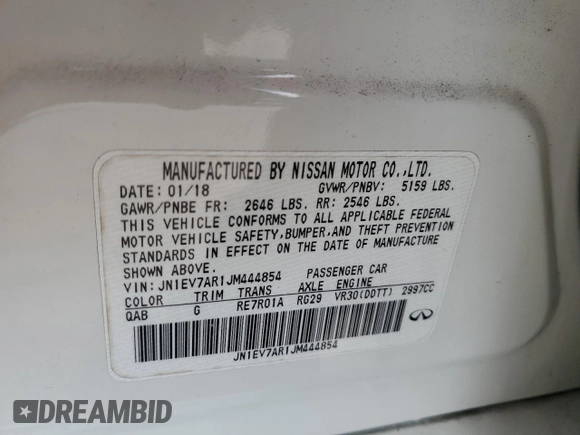 MANUFACTURED BY NISSAN MOTOR CO.,LTD.
DATE: 01/18 GVWR/PNBV: 5159 LBS.
GAWR/PNBE FR: 2646 LBS. RR: 2546 LBS.
THIS VEHICLE CONFORMS TO ALL APPLICABLE FEDERAL
MOTOR VEHICLE SAFETY,BUMPER,AND THEFT PREVENTION
STANDARDS IN EFFECT ON THE DATE OF MANUFACTURE
SHOWN ABOVE.
VIN: JN1EV7AR1JM444854 PASSENGER CAR
COLOR TRIM TRANS AXLE ENGINE
QAB G RE7R01A RG29 VR30(DDTT) 2997CC
JN1EV7AR1JM444854
DREAMBID